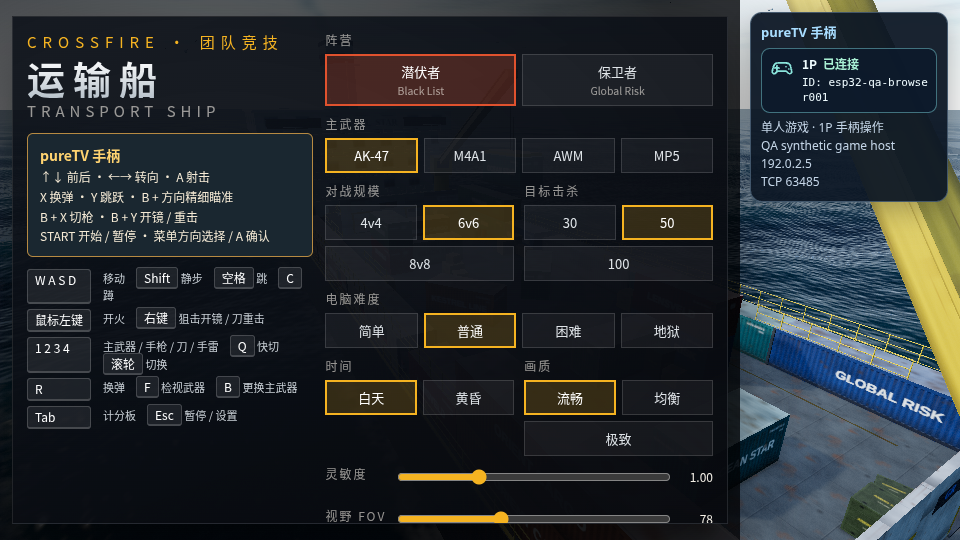 CROSSFIRE · 团队竞技
运输船
TRANSPORT SHIP
pureTV 手柄
↑↓ 前后 · ←→ 转向 · A 射击
X 换弹 · Y 跳跃 · B + 方向精细瞄准
B + X 切枪 · B + Y 开镜 / 重击
START 开始 / 暂停 · 菜单方向选择 / A 确认
W A S D 移动 Shift 静步 空格 跳 C
蹲
鼠标左键 开火 右键 狙击开镜 / 刀重击
1 2 3 4 主武器 / 手枪 / 刀 / 手雷 Q 快切
滚轮 切换
R 换弹 F 检视武器 B 更换主武器
Tab 计分板 Esc 暂停 / 设置
阵营
潜伏者 保卫者
Black List Global Risk
主武器
AK-47 M4A1 AWM MP5
对战规模 目标击杀
4v4 6v6 30 50
8v8 100
电脑难度
简单 普通 困难 地狱
时间 画质
白天 黄昏 流畅 均衡
极致
灵敏度 1.00
视野 FOV 78
pureTV 手柄
1P 已连接
ID: esp32-qa-browse
r001
单人游戏 · 1P 手柄操作
QA synthetic game host
192.0.2.5
TCP 63485
GLOBAL RISK
N STAR